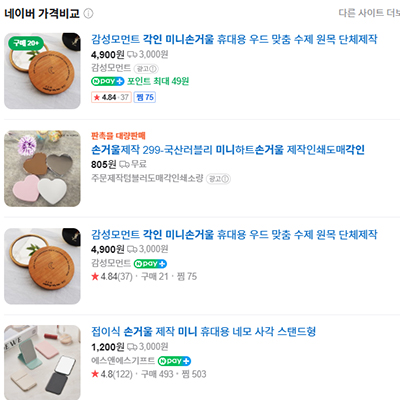 네이버 가격비교
다른 사이트 더보
구매 20+
감성모먼트 각인 미니손거울 휴대용 우드 맞춤 수제 원목 단체제작
4,900원 3,000원
감성모먼트 광고
N pay+ 포인트 최대 49원
★ 4.84 · 37 찜 75
판촉물 대량판매
손거울제작 299-국산러블리 미니하트손거울 제작인쇄도매각인
805원 무료
주문제작텀블러도매각인쇄소량 광고
감성모먼트 각인 미니손거울 휴대용 우드 맞춤 수제 원목 단체제작
4,900원 3,000원
감성모먼트 N pay+
★ 4.84(37) · 구매 21 · 찜 75
접이식 손거울 제작 미니 휴대용 네모 사각 스탠드형
1,200원 3,000원
에스엔에스기프트 N pay+
★ 4.8(122) · 구매 493 · 찜 503